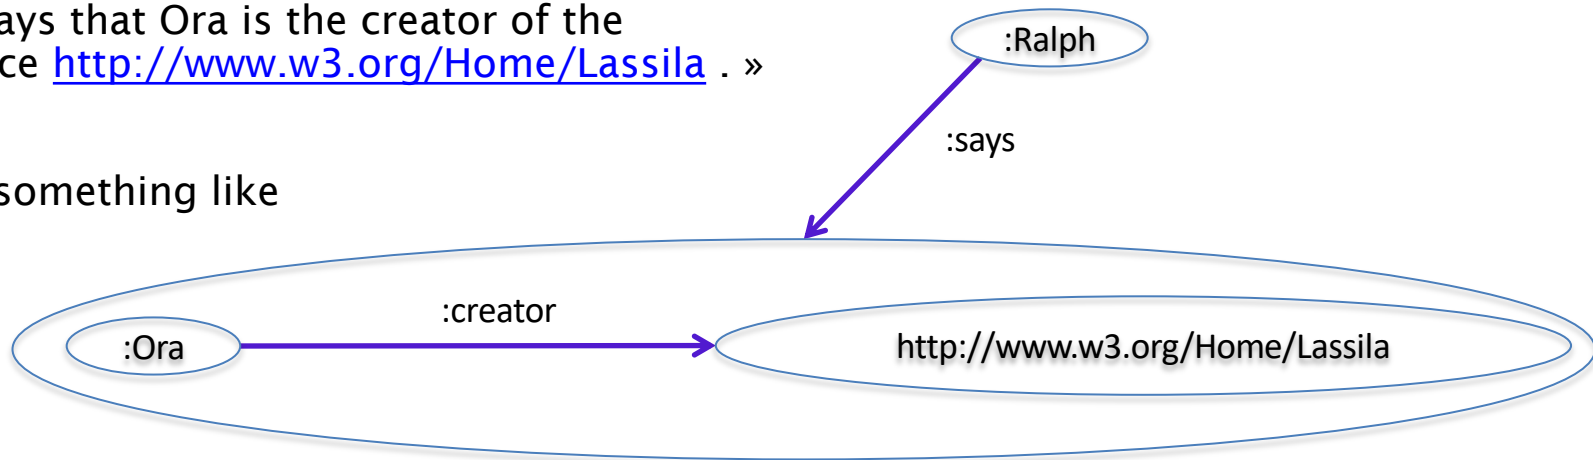 ays that Ora is the creator of the
ce http://www.w3.org/Home/Lassila . »
:Ralph
:says
something like
:creator
:Ora
http://www.w3.org/Home/Lassila